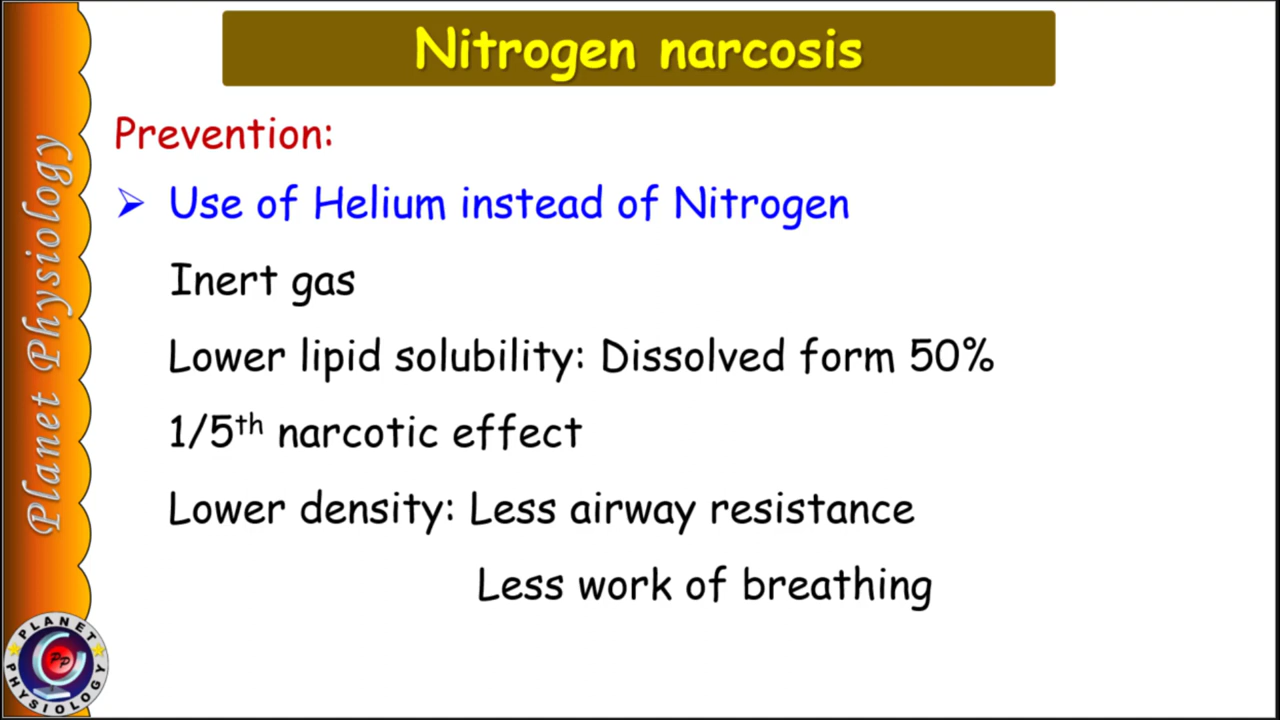 Nitrogen narcosis
Prevention:
➢ Use of Helium instead of Nitrogen
Inert gas
Lower lipid solubility: Dissolved form 50%
1/5th narcotic effect
Lower density: Less airway resistance
Less work of breathing
Planet Physiology
PLANET
PP
PHYSIOLOGY